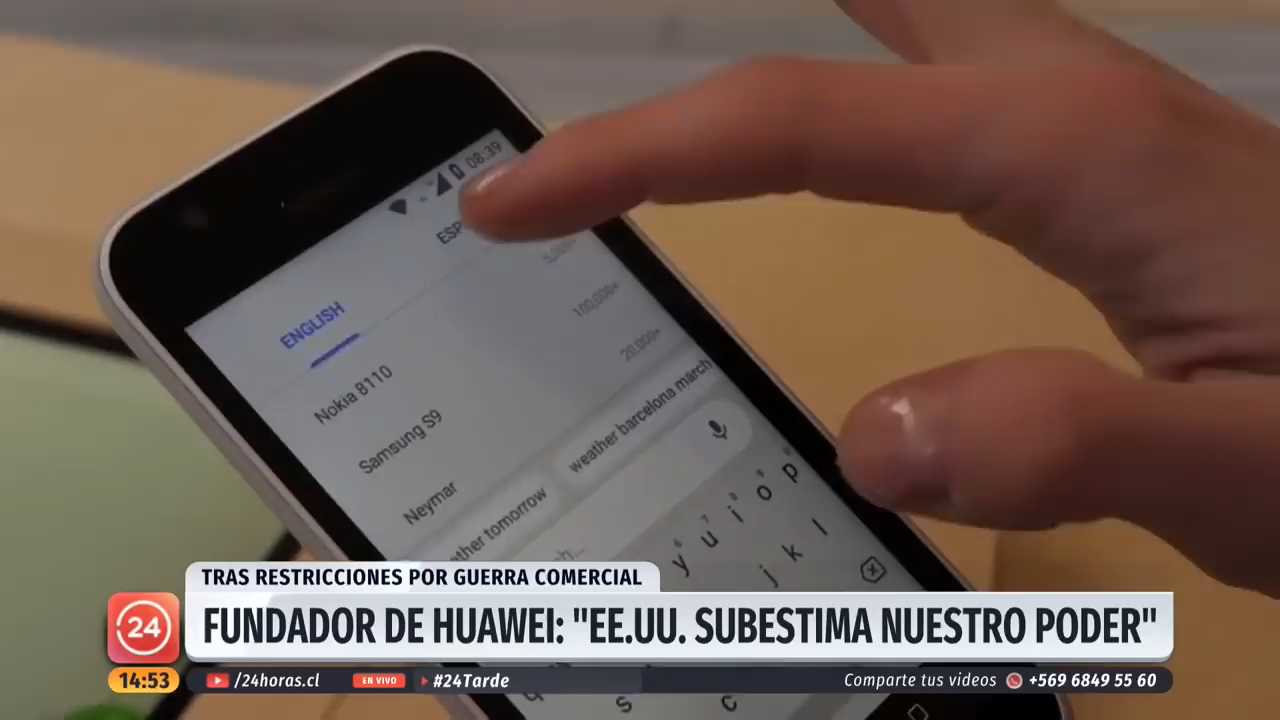 08:39
ESP
ENGLISH
Nokia 8110
100,000+
Samsung S9
20,000+
Neymar
weather barcelona march
ther tomorrow
y u i o p
j k l
s c
TRAS RESTRICCIONES POR GUERRA COMERCIAL
24
FUNDADOR DE HUAWEI: "EE.UU. SUBESTIMA NUESTRO PODER"
14:53
/24horas.cl
EN VIVO
#24Tarde
Comparte tus videos
+569 6849 55 60